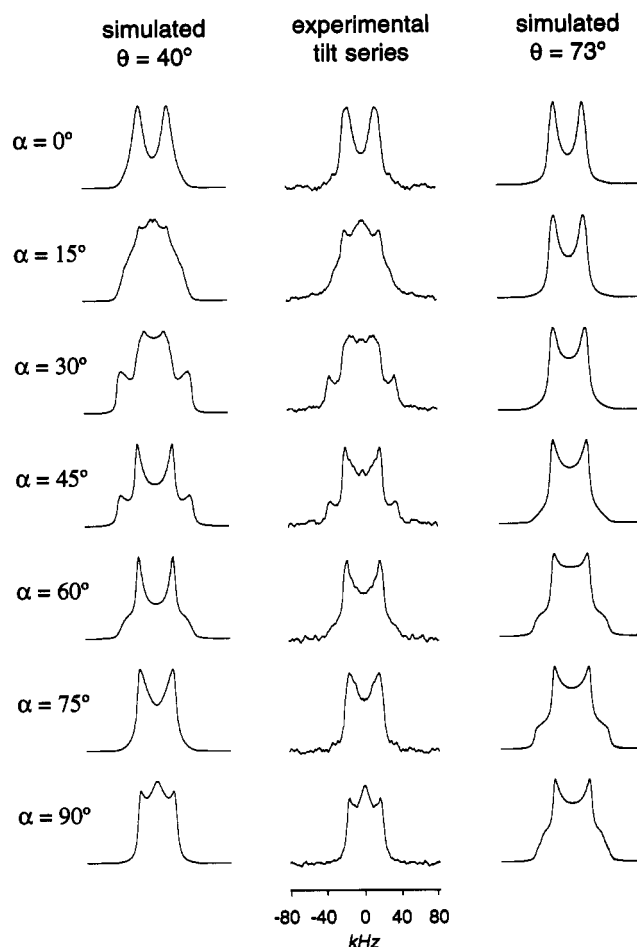 simulated
θ = 40°
experimental
tilt series
simulated
θ = 73°
α = 0°
α = 15°
α = 30°
α = 45°
α = 60°
α = 75°
α = 90°
-80 -40 0 40 80
kHz